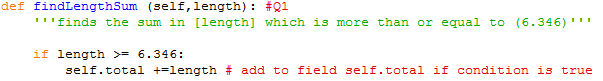 def findLengthSum (self,length): #Q1
    '''finds the sum in [length] which is more than or equal to (6.346)'''
    if length >= 6.346:
        self.total +=length # add to field self.total if condition is true